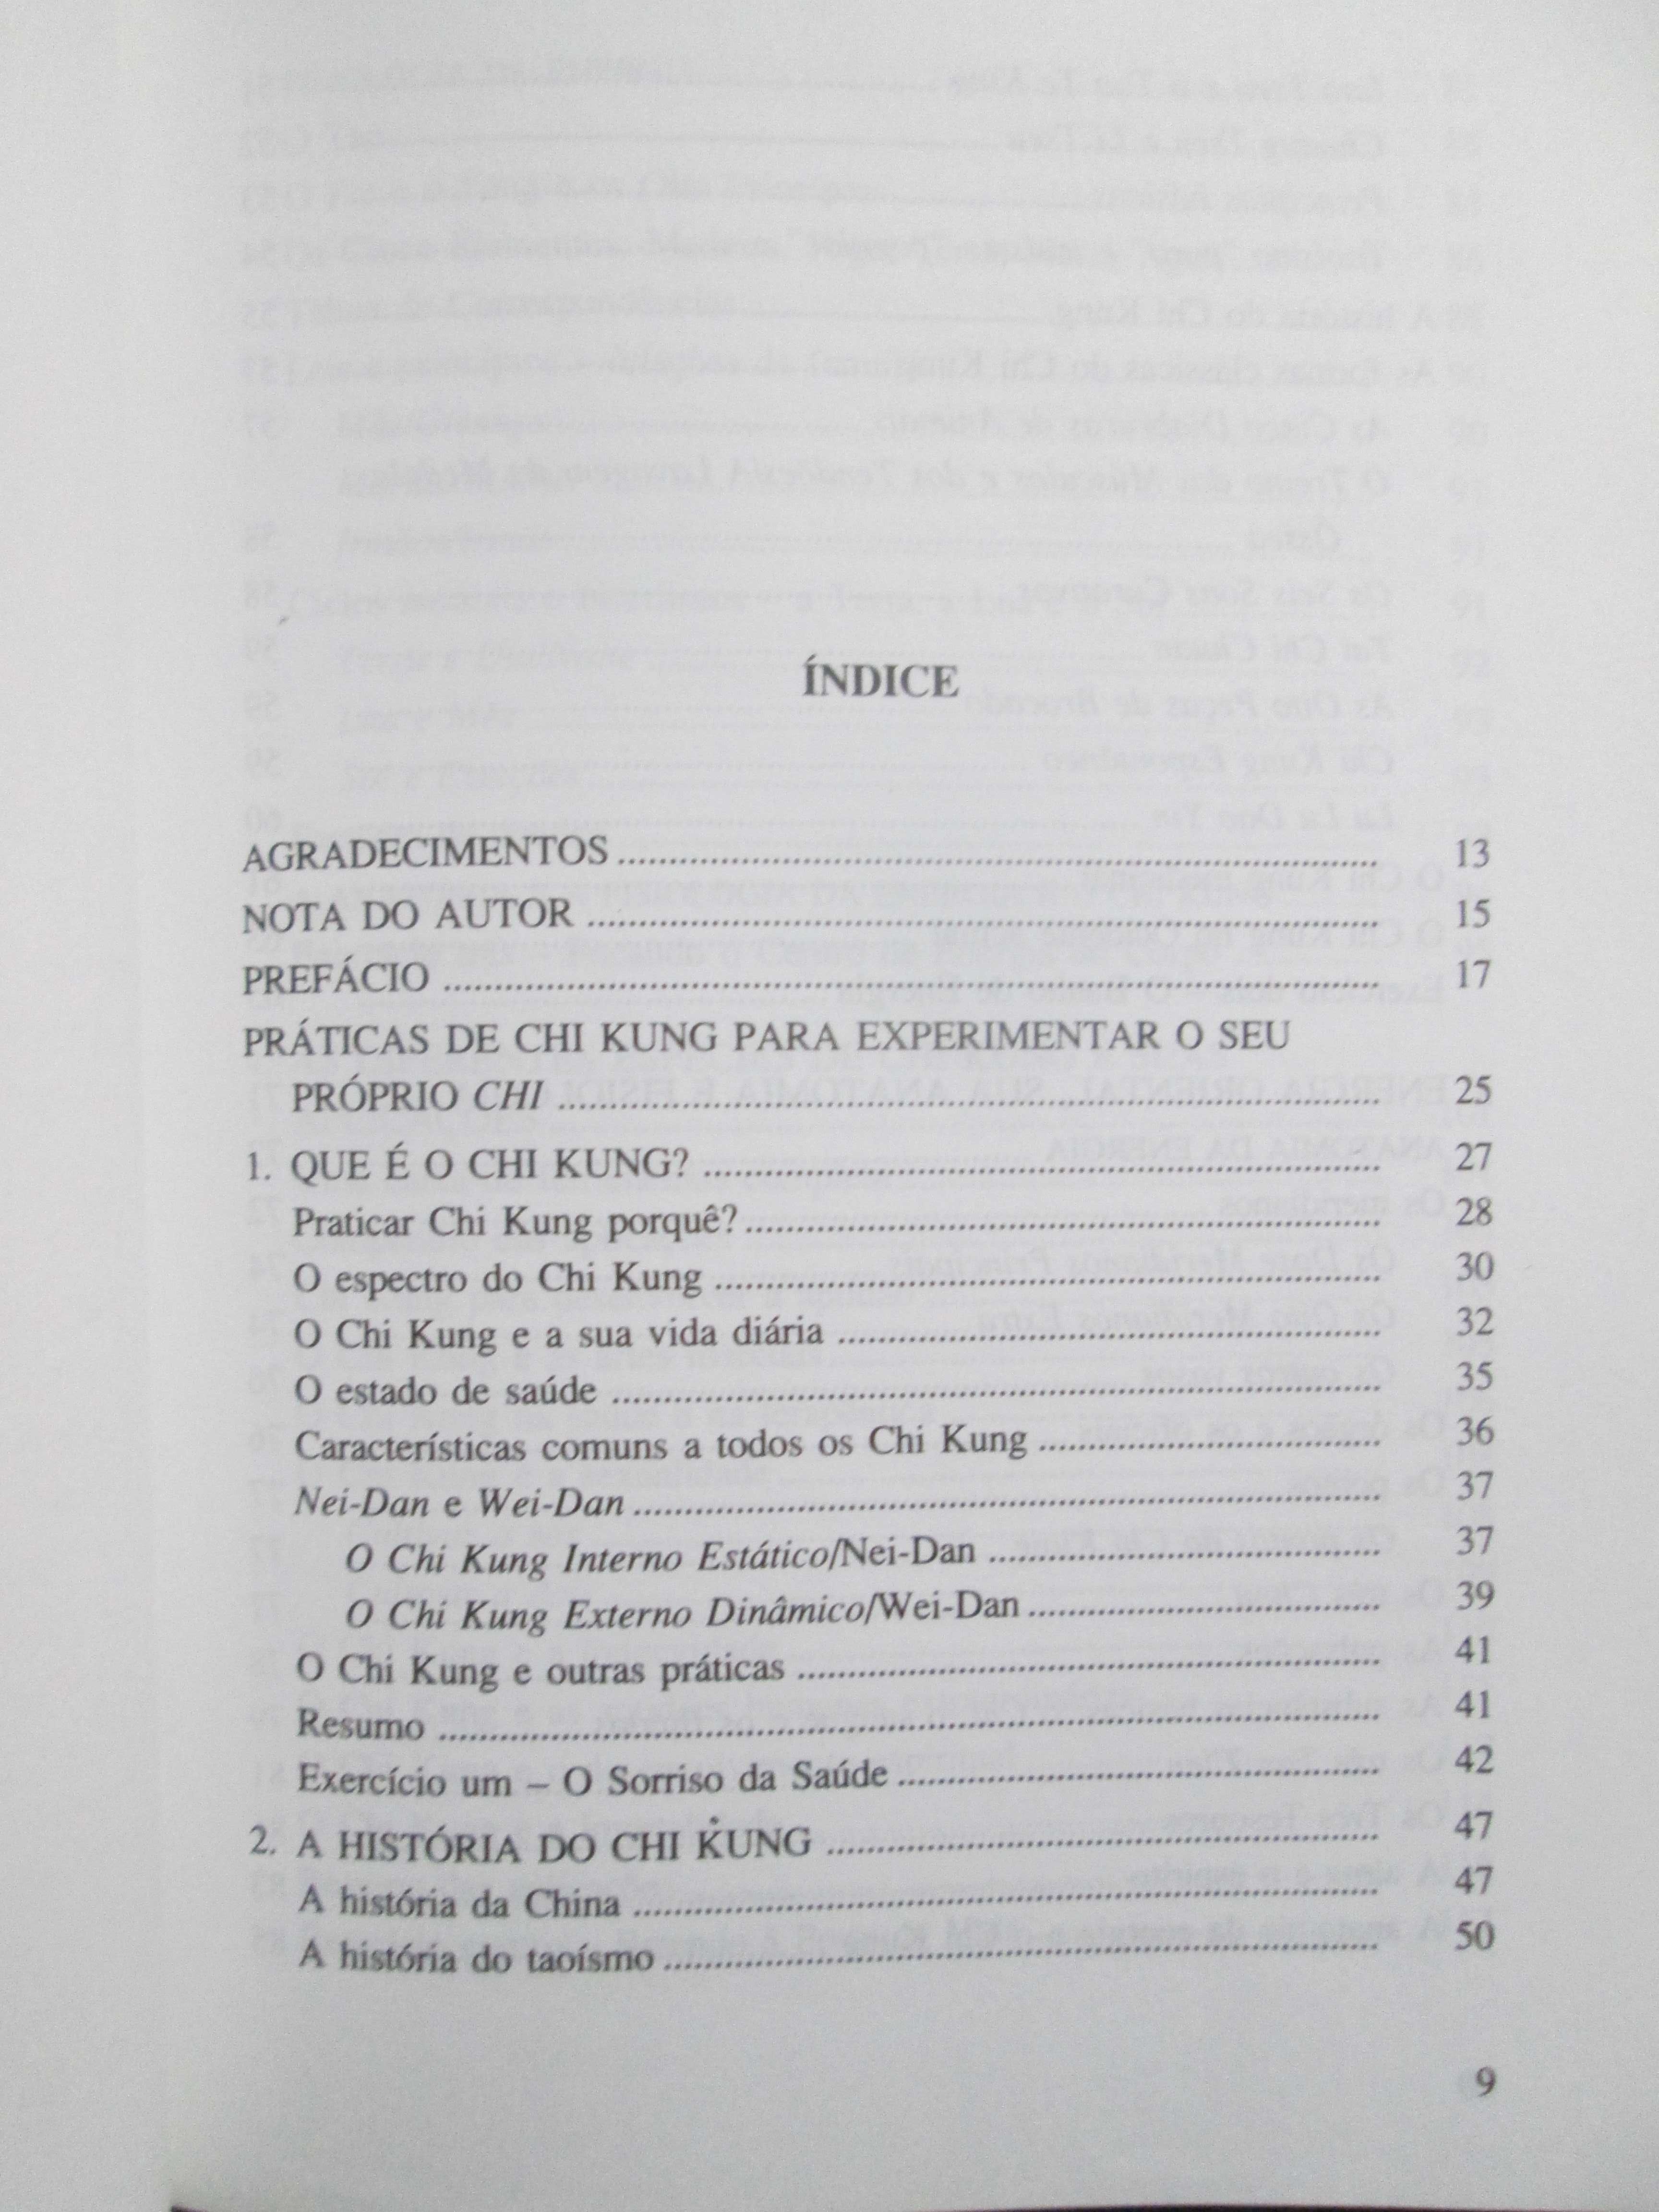 ÍNDICE
AGRADECIMENTOS ........ 13
NOTA DO AUTOR ........ 15
PREFÁCIO ........ 17
PRÁTICAS DE CHI KUNG PARA EXPERIMENTAR O SEU
PRÓPRIO CHI ........ 25
1. QUE É O CHI KUNG? ........ 27
Praticar Chi Kung porquê? ........ 28
O espectro do Chi Kung ........ 30
O Chi Kung e a sua vida diária ........ 32
O estado de saúde ........ 35
Características comuns a todos os Chi Kung ........ 36
Nei-Dan e Wei-Dan ........ 37
O Chi Kung Interno Estático/Nei-Dan ........ 37
O Chi Kung Externo Dinâmico/Wei-Dan ........ 39
O Chi Kung e outras práticas ........ 41
Resumo ........ 41
Exercício um – O Sorriso da Saúde ........ 42
2. A HISTÓRIA DO CHI KUNG ........ 47
A história da China ........ 47
A história do taoísmo ........ 50
9